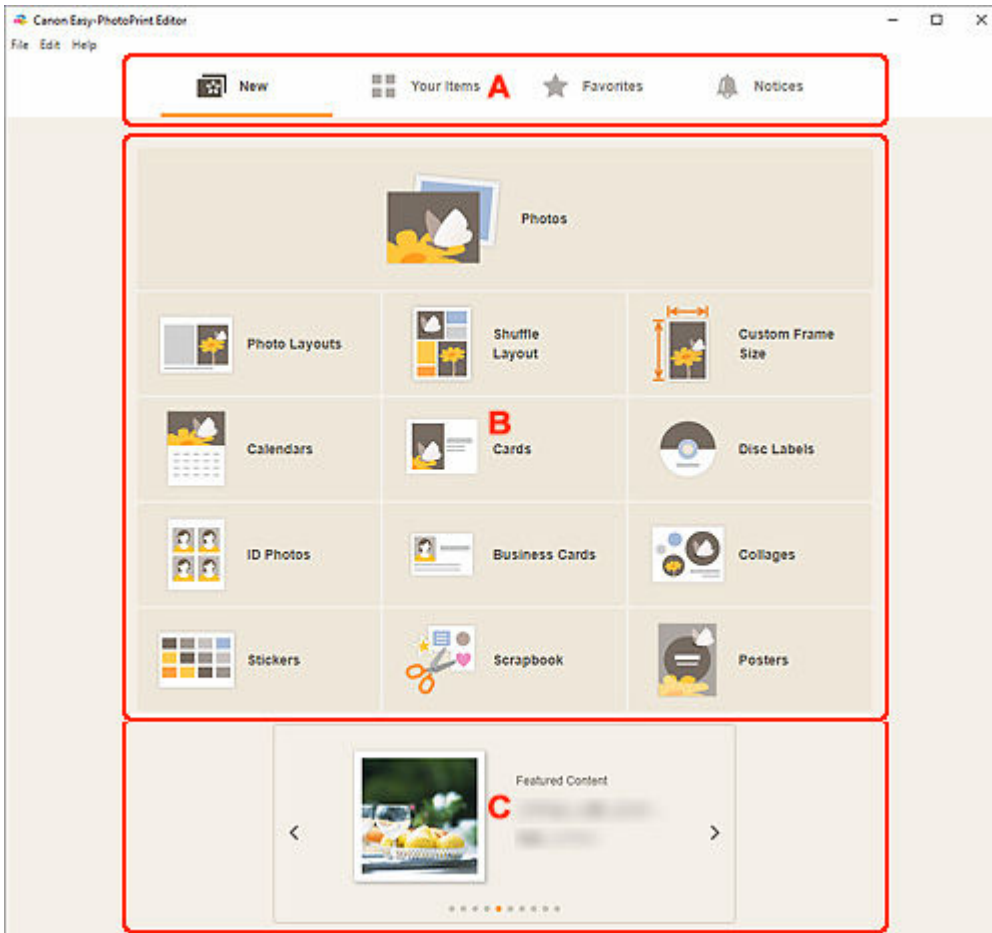 Canon Easy-PhotoPrint Editor
File Edit Help
New Your Items A Favorites Notices
Photos
Photo Layouts
Shuffle
Layout
Custom Frame
Size
B
Calendars
Cards
Disc Labels
ID Photos
Business Cards
Collages
Stickers
Scrapbook
Posters
Featured Content
C